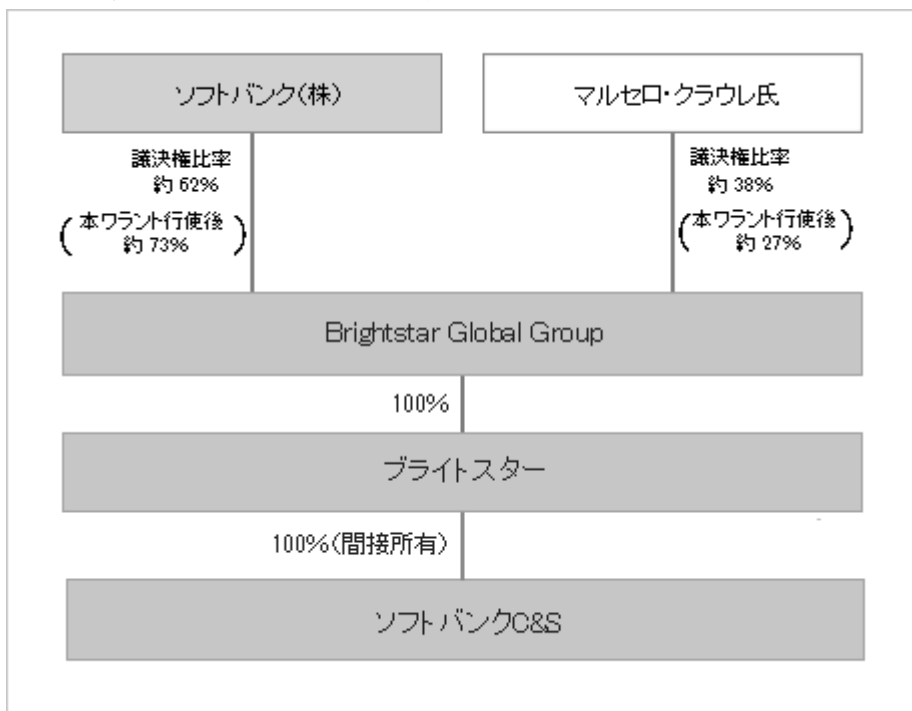 ソフトバンク(株)
マルセロ・クラウレ氏
議決権比率
約 62%
(本ワラント行使後
約 73%)
議決権比率
約 38%
(本ワラント行使後
約 27%)
Brightstar Global Group
100%
ブライトスター
100%(間接所有)
ソフトバンクC&S